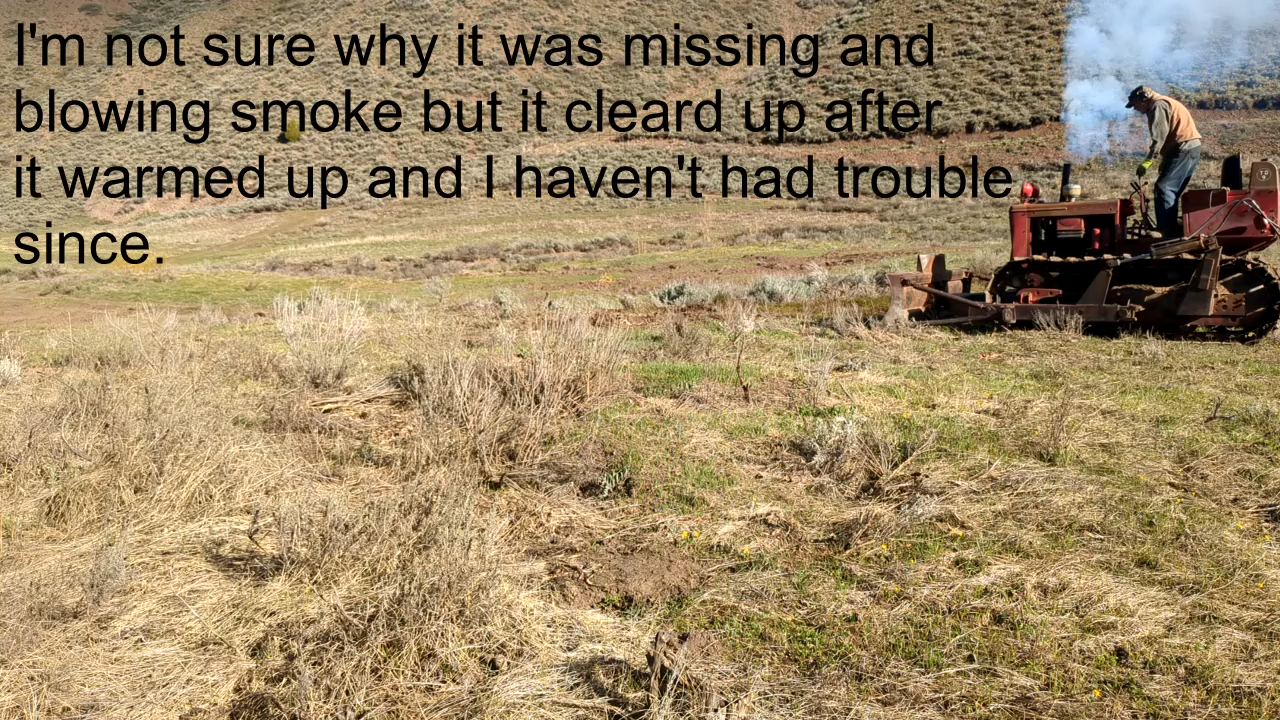 I'm not sure why it was missing and
blowing smoke but it cleard up after
it warmed up and I haven't had trouble
since.